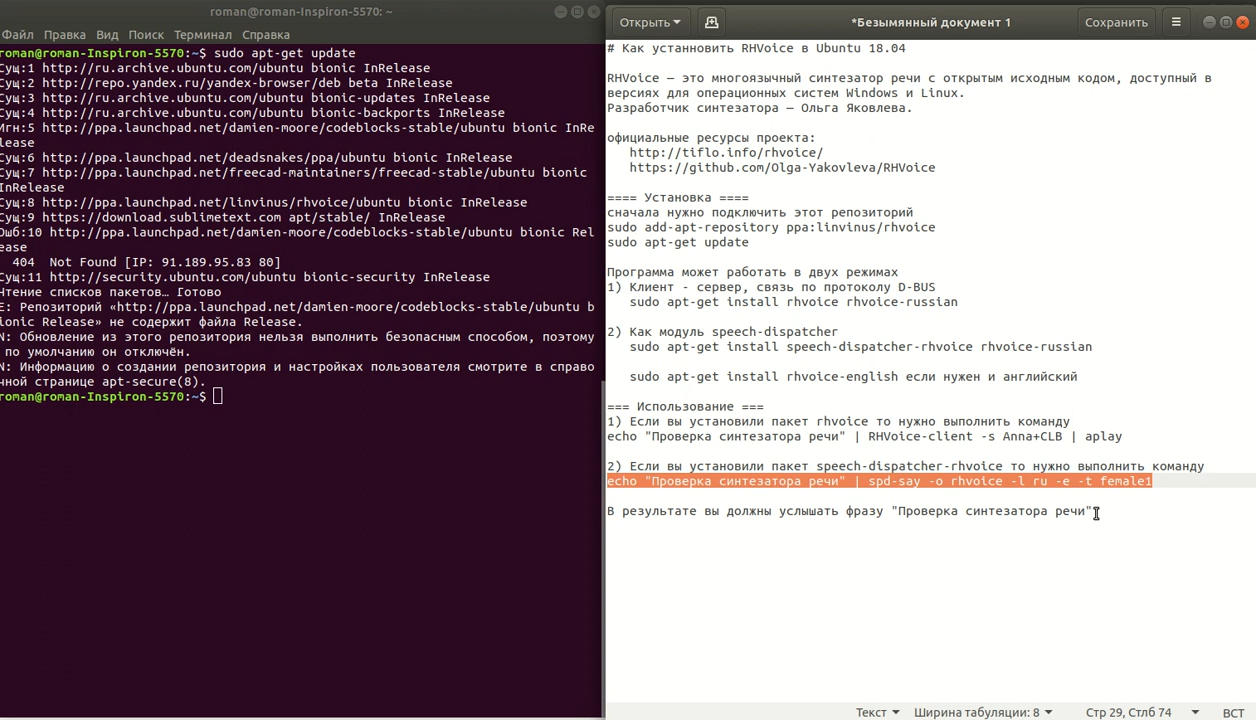 roman@roman-Inspiron-5570: ~
Файл Правка Вид Поиск Терминал Справка
roman@roman-Inspiron-5570:~$ sudo apt-get update
Сущ:1 http://ru.archive.ubuntu.com/ubuntu bionic InRelease
Сущ:2 http://repo.yandex.ru/yandex-browser/deb beta InRelease
Сущ:3 http://ru.archive.ubuntu.com/ubuntu bionic-updates InRelease
Сущ:4 http://ru.archive.ubuntu.com/ubuntu bionic-backports InRelease
Мгн:5 http://ppa.launchpad.net/damien-moore/codeblocks-stable/ubuntu bionic InRe
lease
Сущ:6 http://ppa.launchpad.net/deadsnakes/ppa/ubuntu bionic InRelease
Сущ:7 http://ppa.launchpad.net/freecad-maintainers/freecad-stable/ubuntu bionic
InRelease
Сущ:8 http://ppa.launchpad.net/linvinus/rhvoice/ubuntu bionic InRelease
Сущ:9 https://download.sublimetext.com apt/stable/ InRelease
Ошб:10 http://ppa.launchpad.net/damien-moore/codeblocks-stable/ubuntu bionic Rel
ease
404 Not Found [IP: 91.189.95.83 80]
Сущ:11 http://security.ubuntu.com/ubuntu bionic-security InRelease
Чтение списков пакетов… Готово
E: Репозиторий «http://ppa.launchpad.net/damien-moore/codeblocks-stable/ubuntu b
ionic Release» не содержит файла Release.
N: Обновление из этого репозитория нельзя выполнить безопасным способом, поэтому
по умолчанию он отключён.
N: Информацию о создании репозитория и настройках пользователя смотрите в справо
чной странице apt-secure(8).
roman@roman-Inspiron-5570:~$
Открыть *Безымянный документ 1 Сохранить
# Как устанновить RHVoice в Ubuntu 18.04
RHVoice — это многоязычный синтезатор речи с открытым исходным кодом, доступный в
версиях для операционных систем Windows и Linux.
Разработчик синтезатора — Ольга Яковлева.
официальные ресурсы проекта:
http://tiflo.info/rhvoice/
https://github.com/Olga-Yakovleva/RHVoice
==== Установка ====
сначала нужно подключить этот репозиторий
sudo add-apt-repository ppa:linvinus/rhvoice
sudo apt-get update
Программа может работать в двух режимах
1) Клиент - сервер, связь по протоколу D-BUS
sudo apt-get install rhvoice rhvoice-russian
2) Как модуль speech-dispatcher
sudo apt-get install speech-dispatcher-rhvoice rhvoice-russian
sudo apt-get install rhvoice-english если нужен и английский
=== Использование ===
1) Если вы установили пакет rhvoice то нужно выполнить команду
echo "Проверка синтезатора речи" | RHVoice-client -s Anna+CLB | aplay
2) Если вы установили пакет speech-dispatcher-rhvoice то нужно выполнить команду
echo "Проверка синтезатора речи" | spd-say -o rhvoice -l ru -e -t female1
В результате вы должны услышать фразу "Проверка синтезатора речи"
Текст Ширина табуляции: 8 Стр 29, Стлб 74 ВСТ